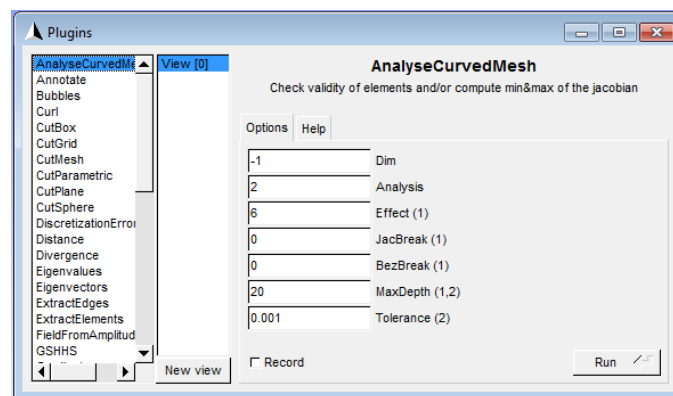 Plugins
AnalyseCurvedMe
Annotate
Bubbles
Curl
CutBox
CutGrid
CutMesh
CutParametric
CutPlane
CutSphere
DiscretizationError
Distance
Divergence
Eigenvalues
Eigenvectors
ExtractEdges
ExtractElements
FieldFromAmplitud
GSHHS
View [0]
New view
AnalyseCurvedMesh
Check validity of elements and/or compute min&max of the jacobian
Options Help
-1 Dim
2 Analysis
6 Effect (1)
0 JacBreak (1)
0 BezBreak (1)
20 MaxDepth (1,2)
0.001 Tolerance (2)
Record
Run